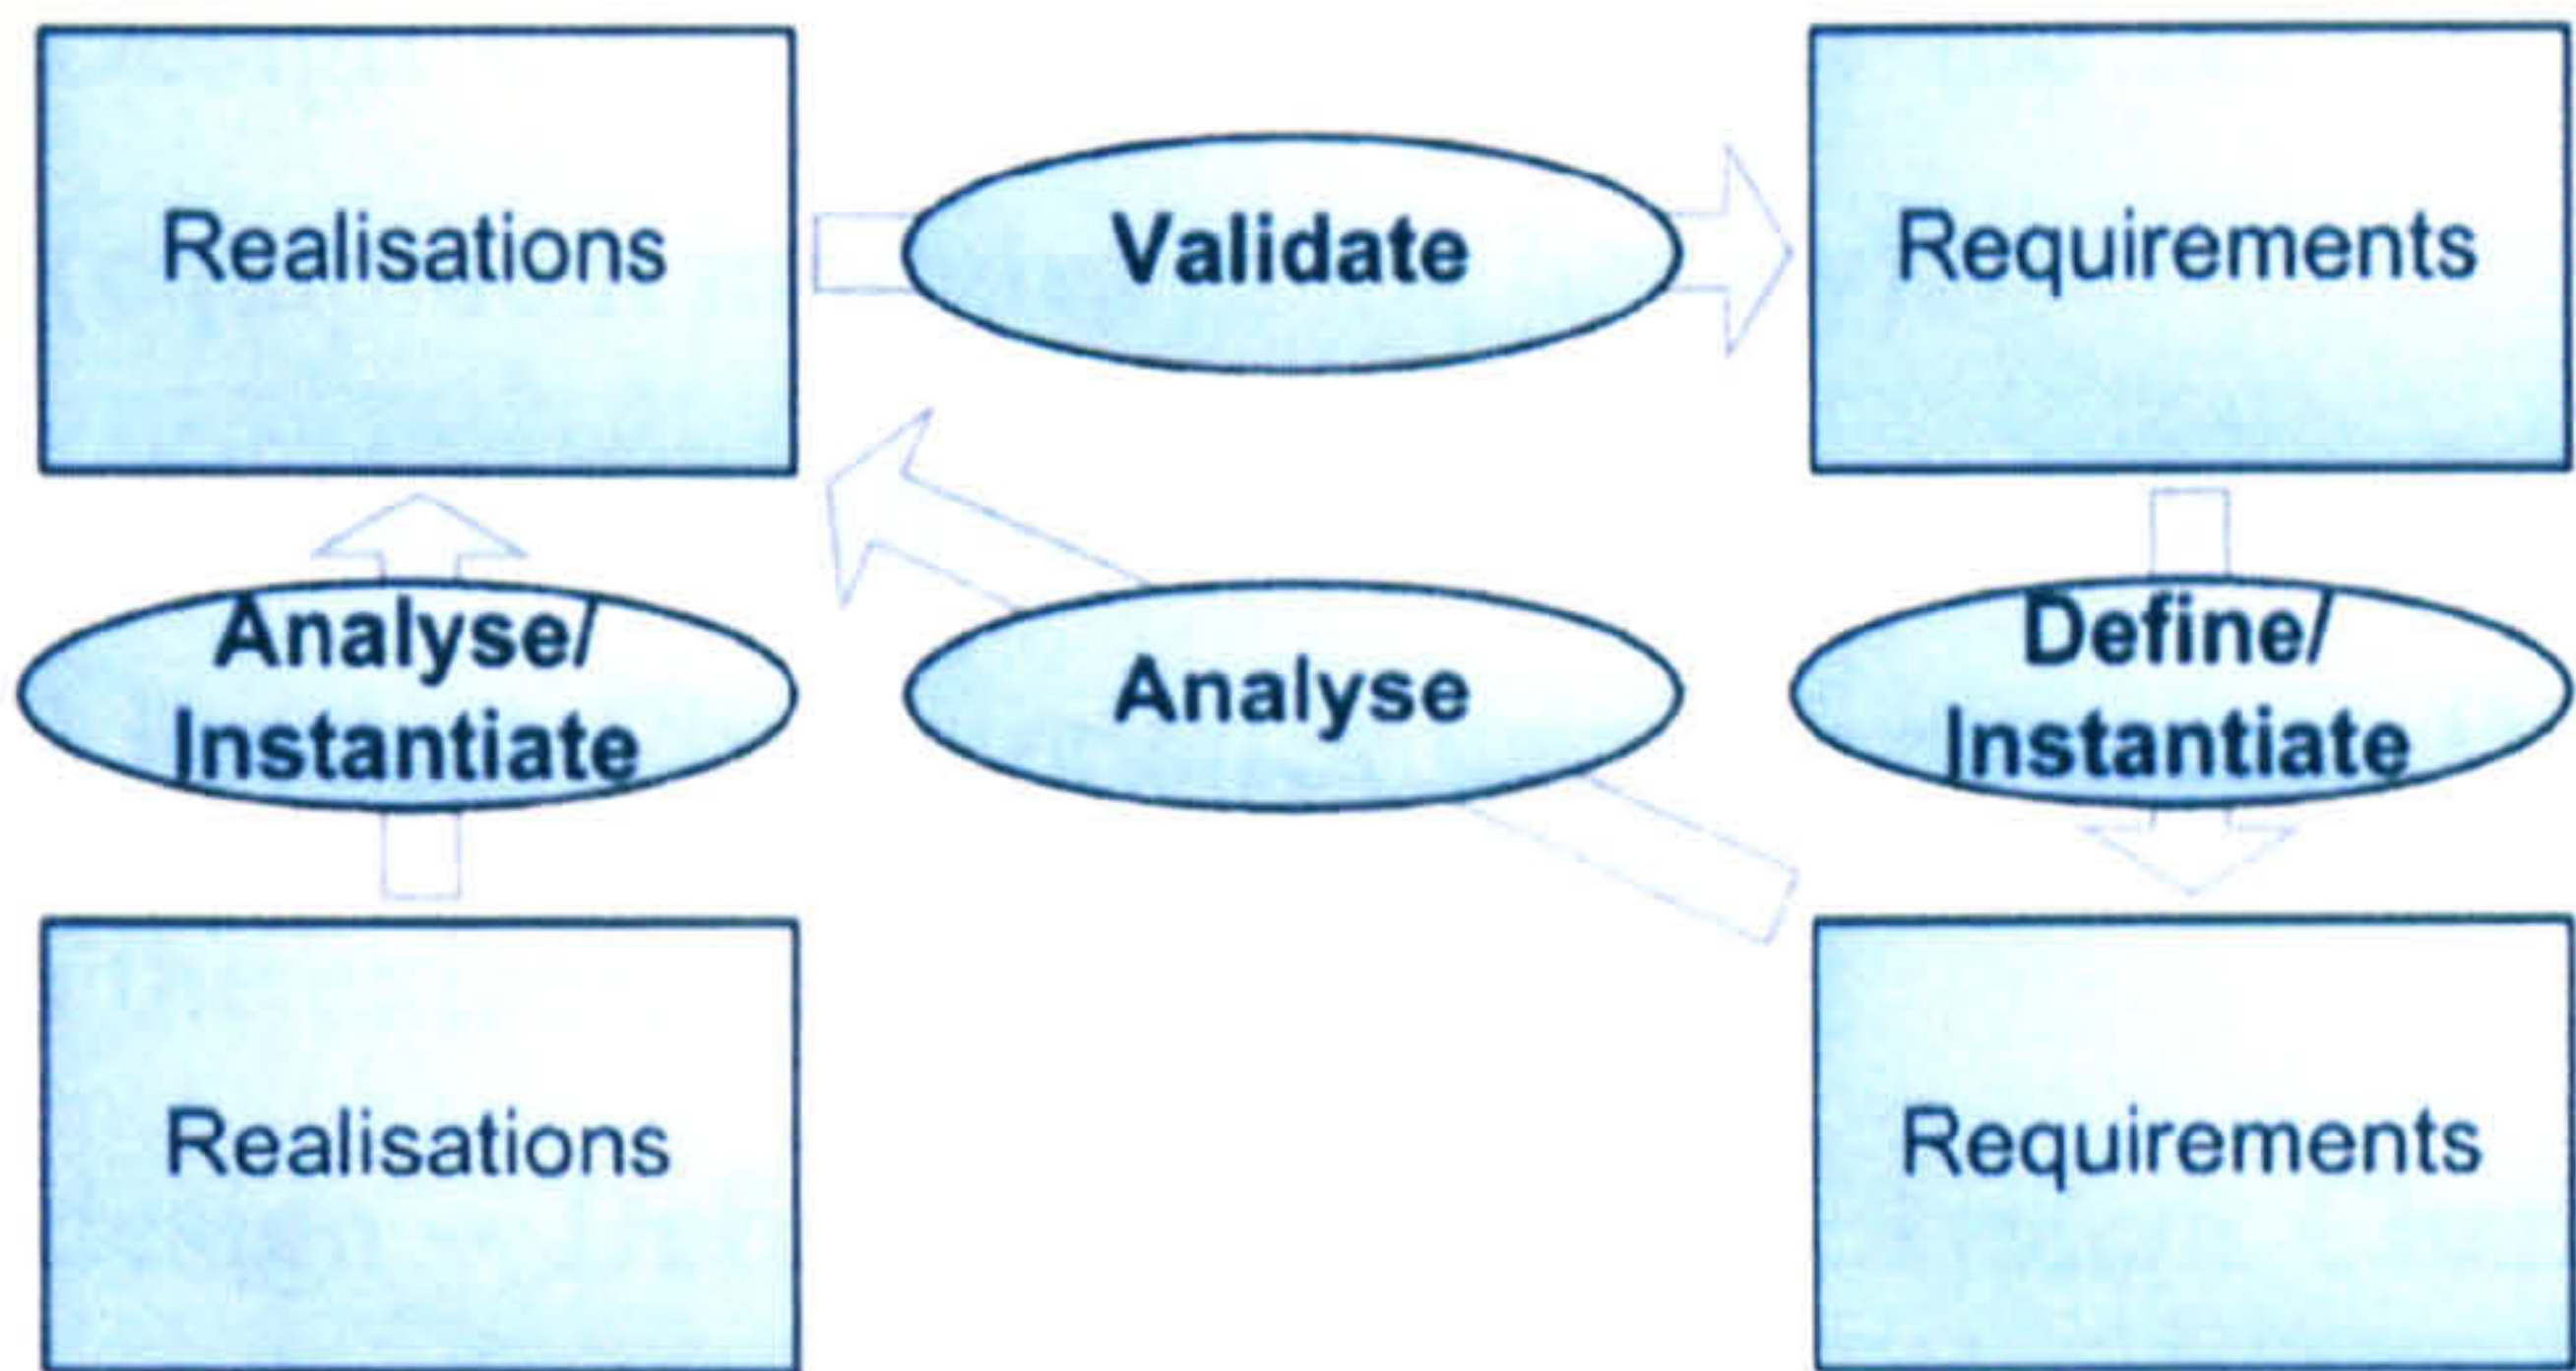 Realisations
Validate
Requirements
Analyse/
Instantiate
Analyse
Define/
Instantiate
Realisations
Requirements